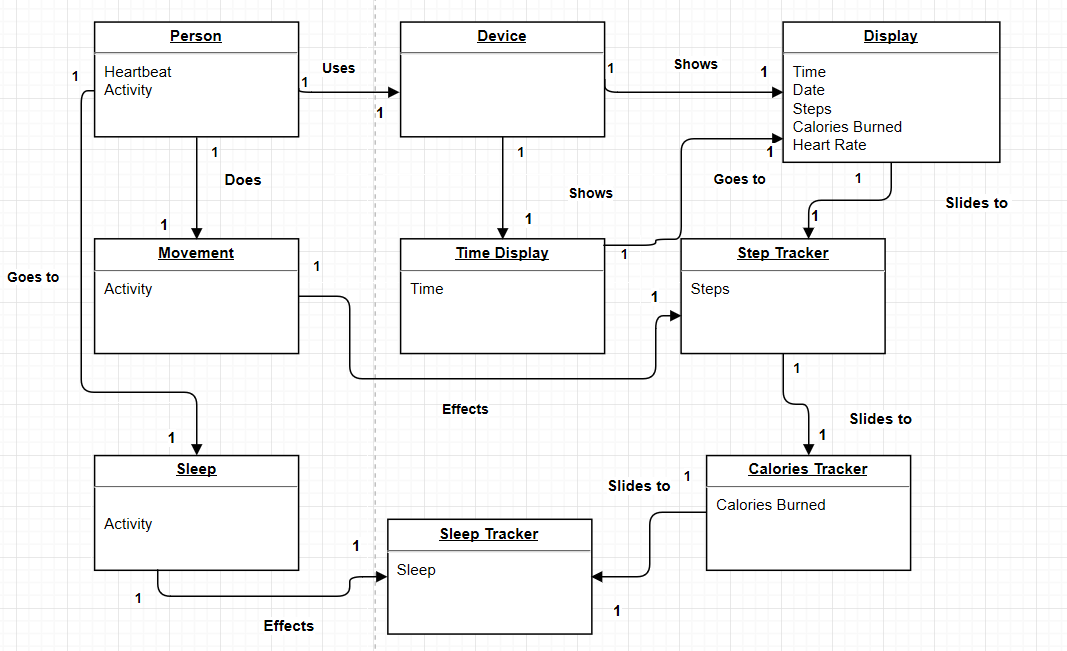 Person
Heartbeat
Activity
1
Uses
1
1
Device
1
Shows
1
Display
Time
Date
Steps
Calories Burned
Heart Rate
1
Does
1
1
Shows
1
Goes to
1
1
Slides to
1
Movement
Activity
1
Goes to
Time Display
Time
1
Step Tracker
Steps
1
Effects
1
Slides to
1
1
Sleep
Activity
1
Effects
1
Sleep Tracker
Sleep
1
Slides to
1
Calories Tracker
Calories Burned